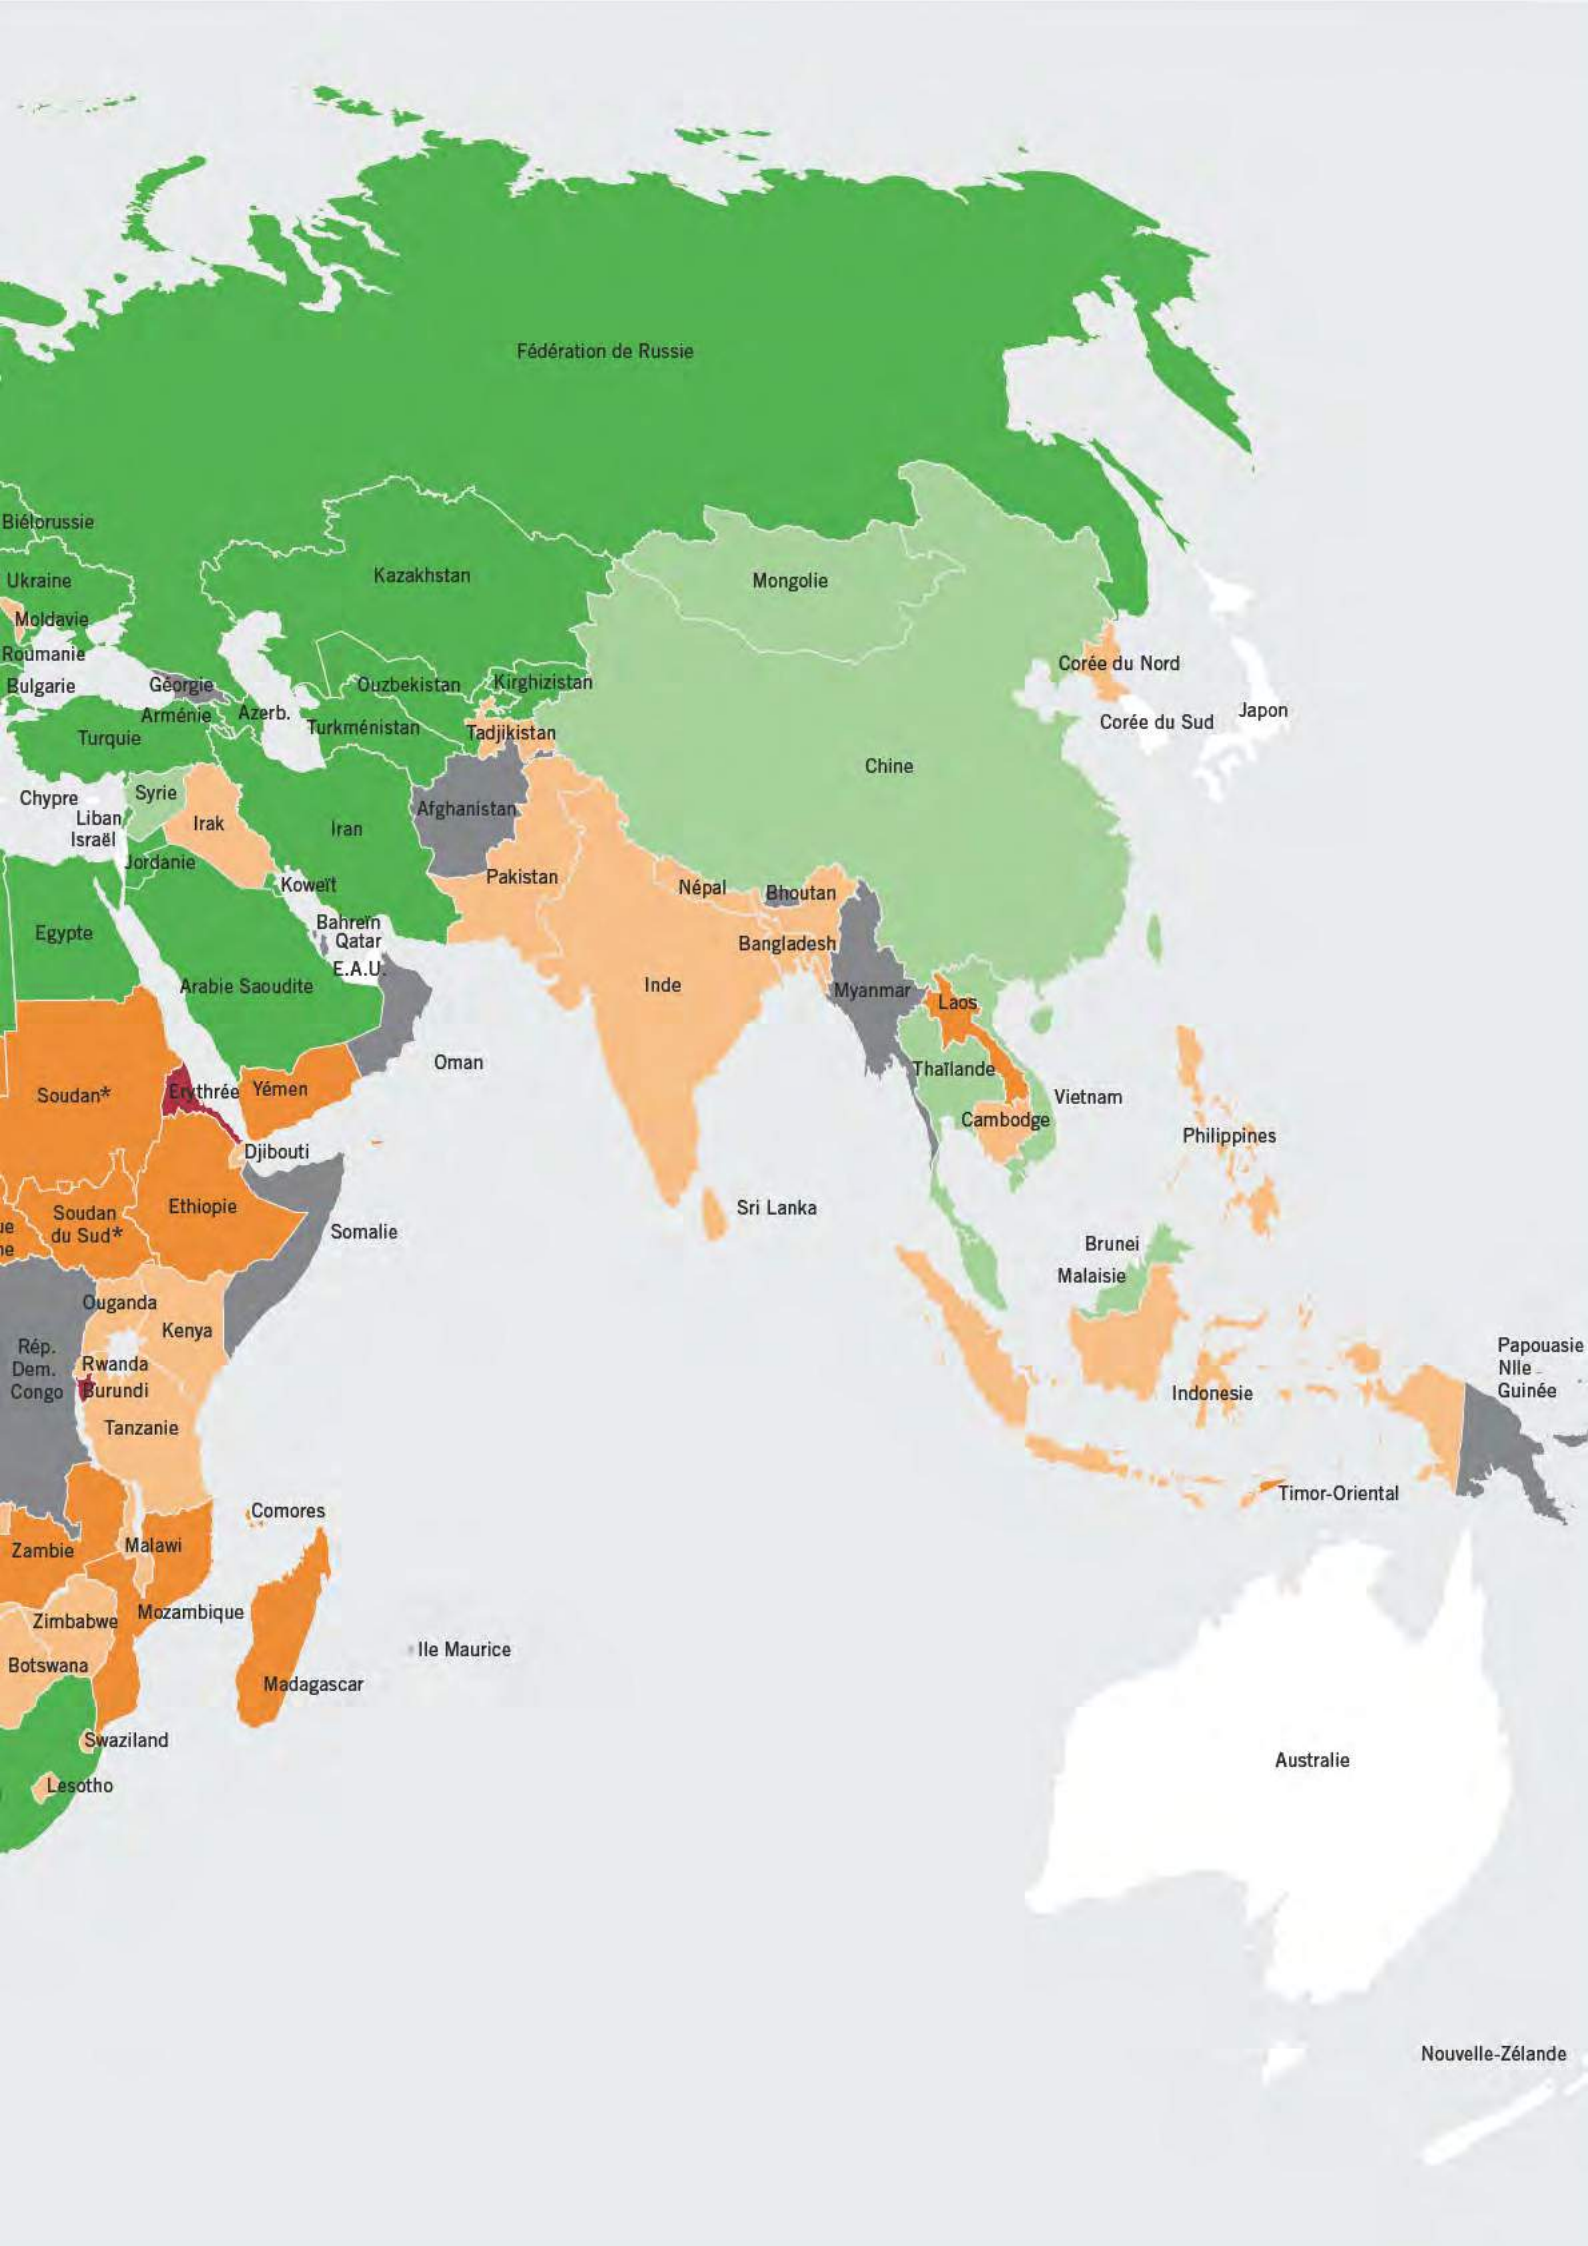 Fédération de Russie
Biélorussie
Ukraine
Kazakhstan
Mongolie
Moldavie
Roumanie
Bulgarie
Géorgie
Ouzbekistan
Kirghizistan
Corée du Nord
Arménie
Azerb.
Turkménistan
Tadjikistan
Corée du Sud
Japon
Turquie
Chine
Chypre
Syrie
Liban
Israël
Irak
Iran
Afghanistan
Jordanie
Koweït
Pakistan
Népal
Bhoutan
Egypte
Bahreïn
Qatar
E.A.U.
Bangladesh
Arabie Saoudite
Inde
Myanmar
Laos
Oman
Soudan*
Erythrée
Yémen
Thaïlande
Vietnam
Cambodge
Djibouti
Philippines
Ethiopie
Sri Lanka
Soudan
du Sud*
ue
ne
Somalie
Brunei
Malaisie
Ouganda
Kenya
Rép.
Dem.
Congo
Rwanda
Burundi
Papouasie
Nlle
Guinée
Indonesie
Tanzanie
Timor-Oriental
Comores
Zambie
Malawi
Zimbabwe
Mozambique
Ile Maurice
Botswana
Madagascar
Swaziland
Australie
Lesotho
Nouvelle-Zélande